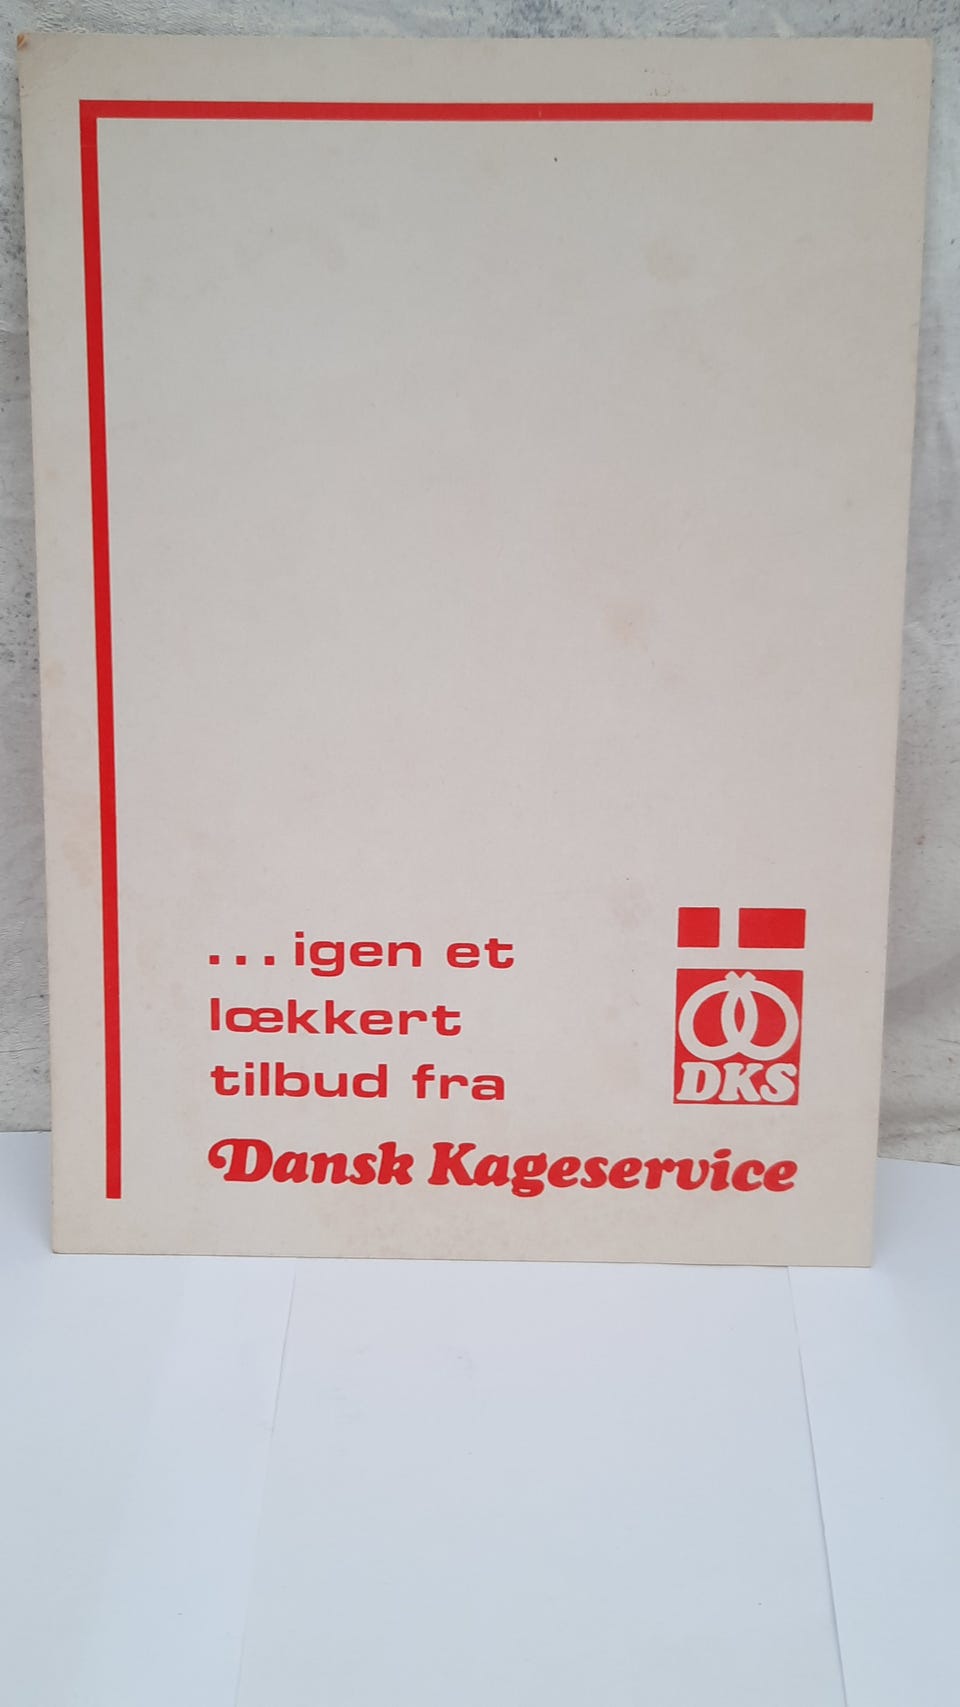 ...igen et
lækkert
tilbud fra
DKS
Dansk Kageservice